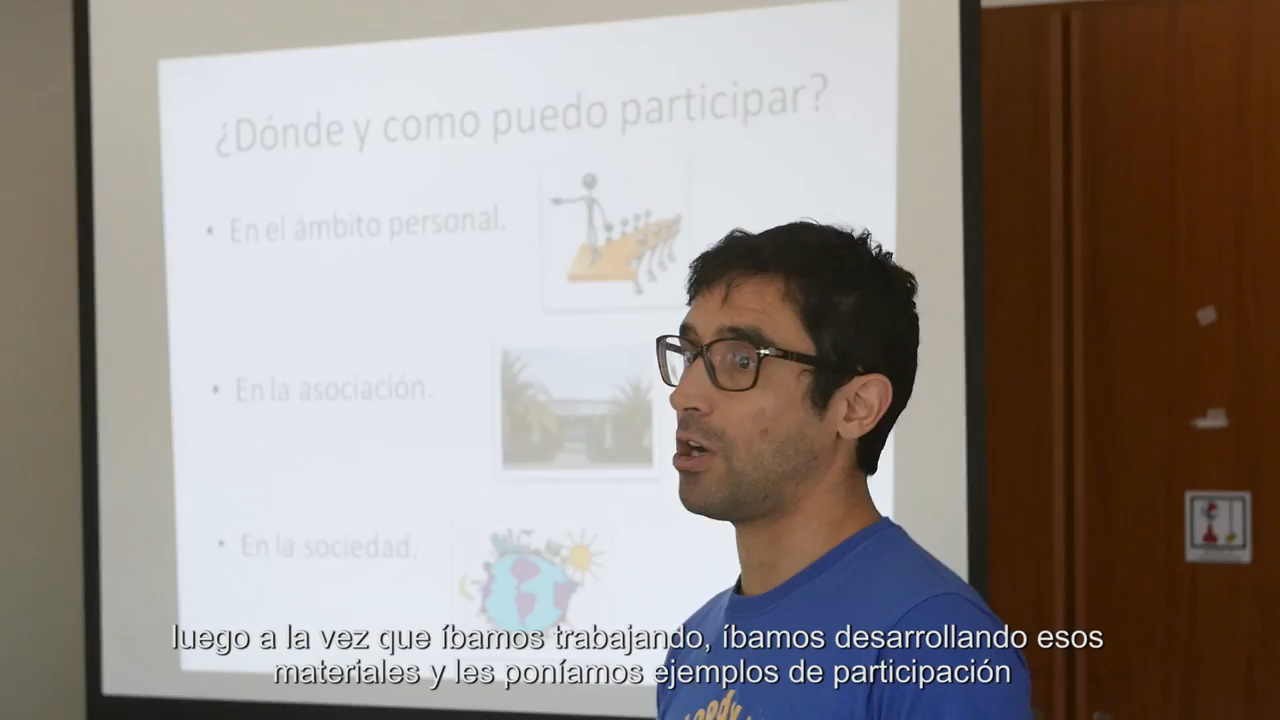 ¿Dónde y como puedo participar?
• En el ámbito personal.
• En la asociación.
• En la sociedad.
luego a la vez que íbamos trabajando, íbamos desarrollando esos
materiales y les poníamos ejemplos de participación